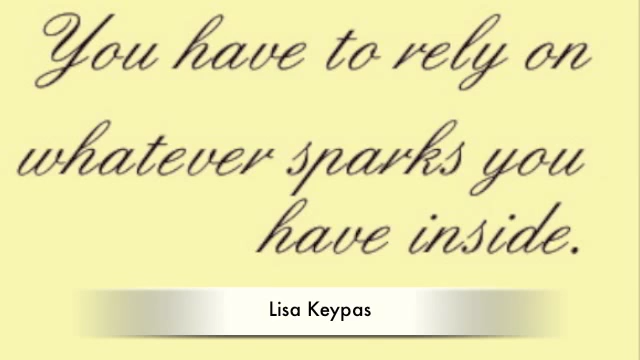 You have to rely on
whatever sparks you
have inside.
Lisa Keypas